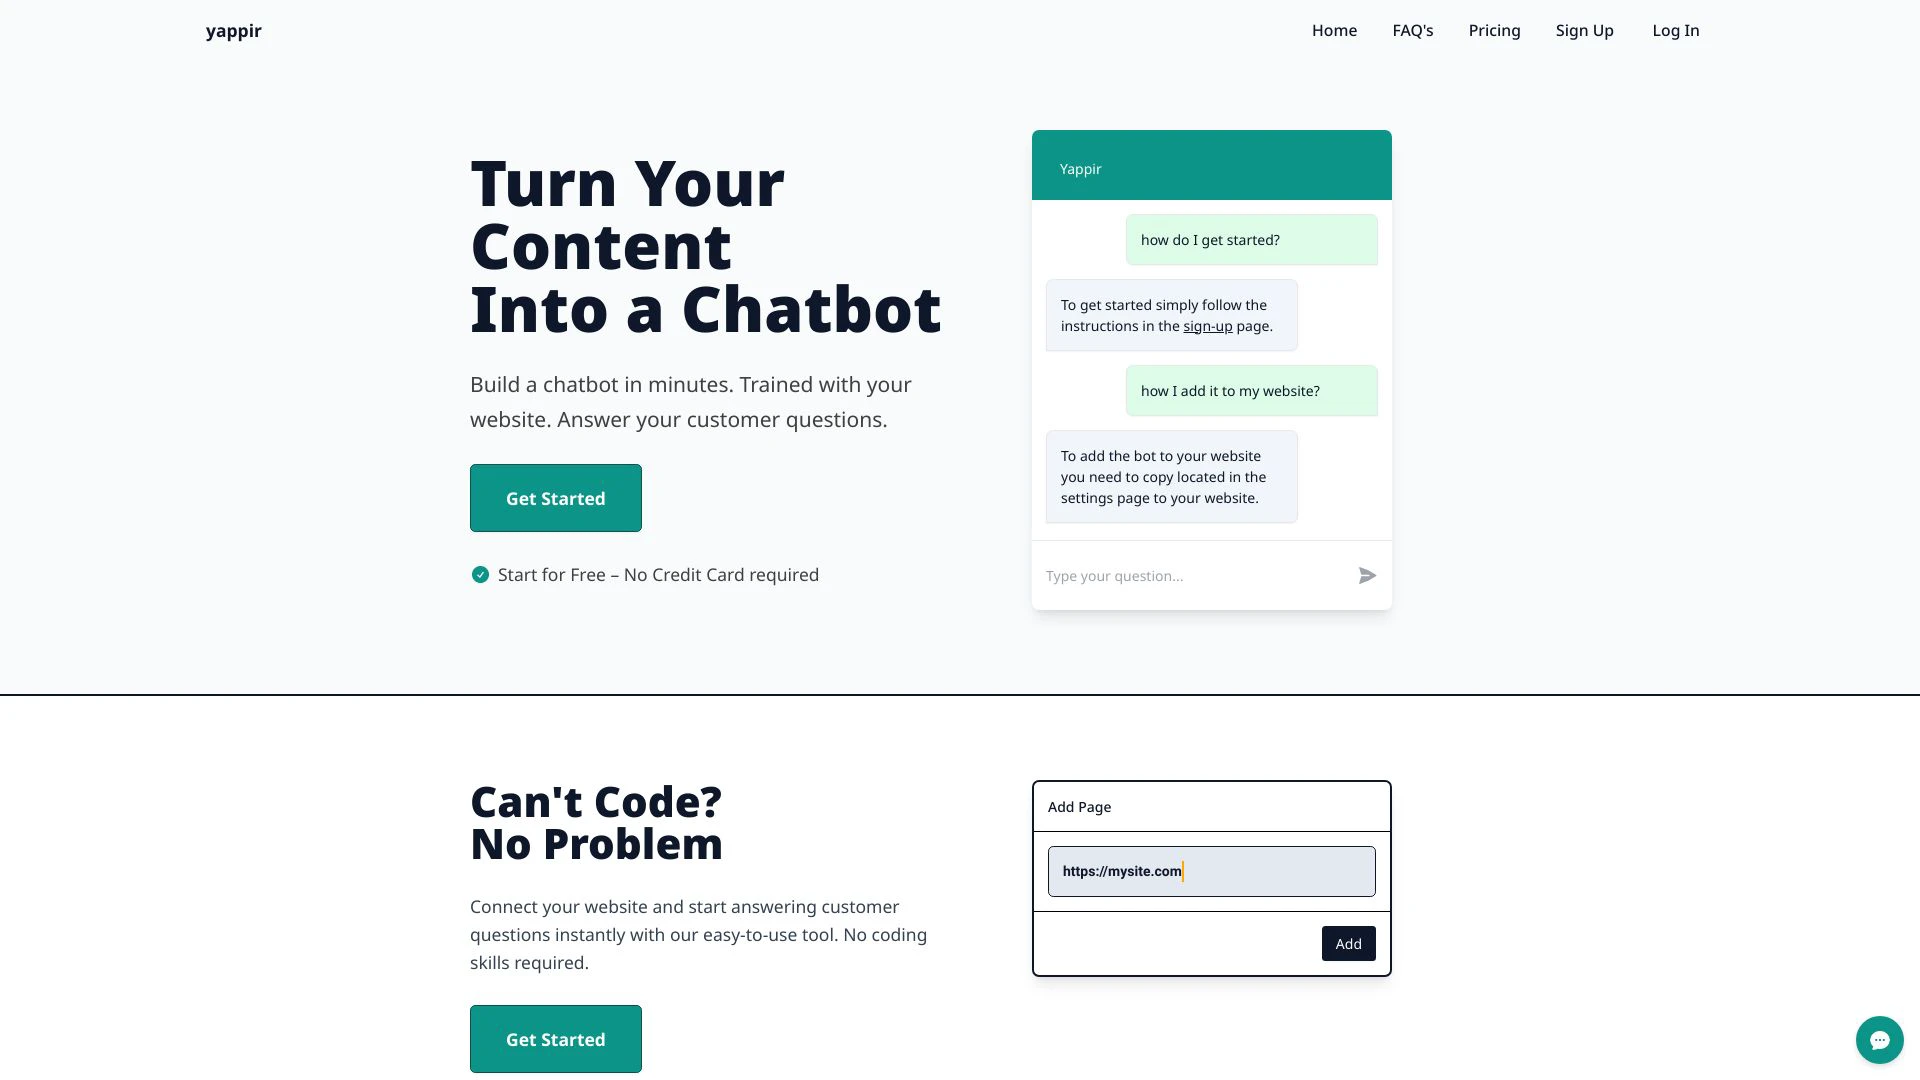 yappir
Home
FAQ's
Pricing
Sign Up
Log In
Turn Your
Content
Into a Chatbot
Build a chatbot in minutes. Trained with your
website. Answer your customer questions.
Get Started
Start for Free – No Credit Card required
Yappir
how do I get started?
To get started simply follow the
instructions in the sign-up page.
how I add it to my website?
To add the bot to your website
you need to copy located in the
settings page to your website.
Type your question...
Can't Code?
No Problem
Connect your website and start answering customer
questions instantly with our easy-to-use tool. No coding
skills required.
Get Started
Add Page
https://mysite.com
Add